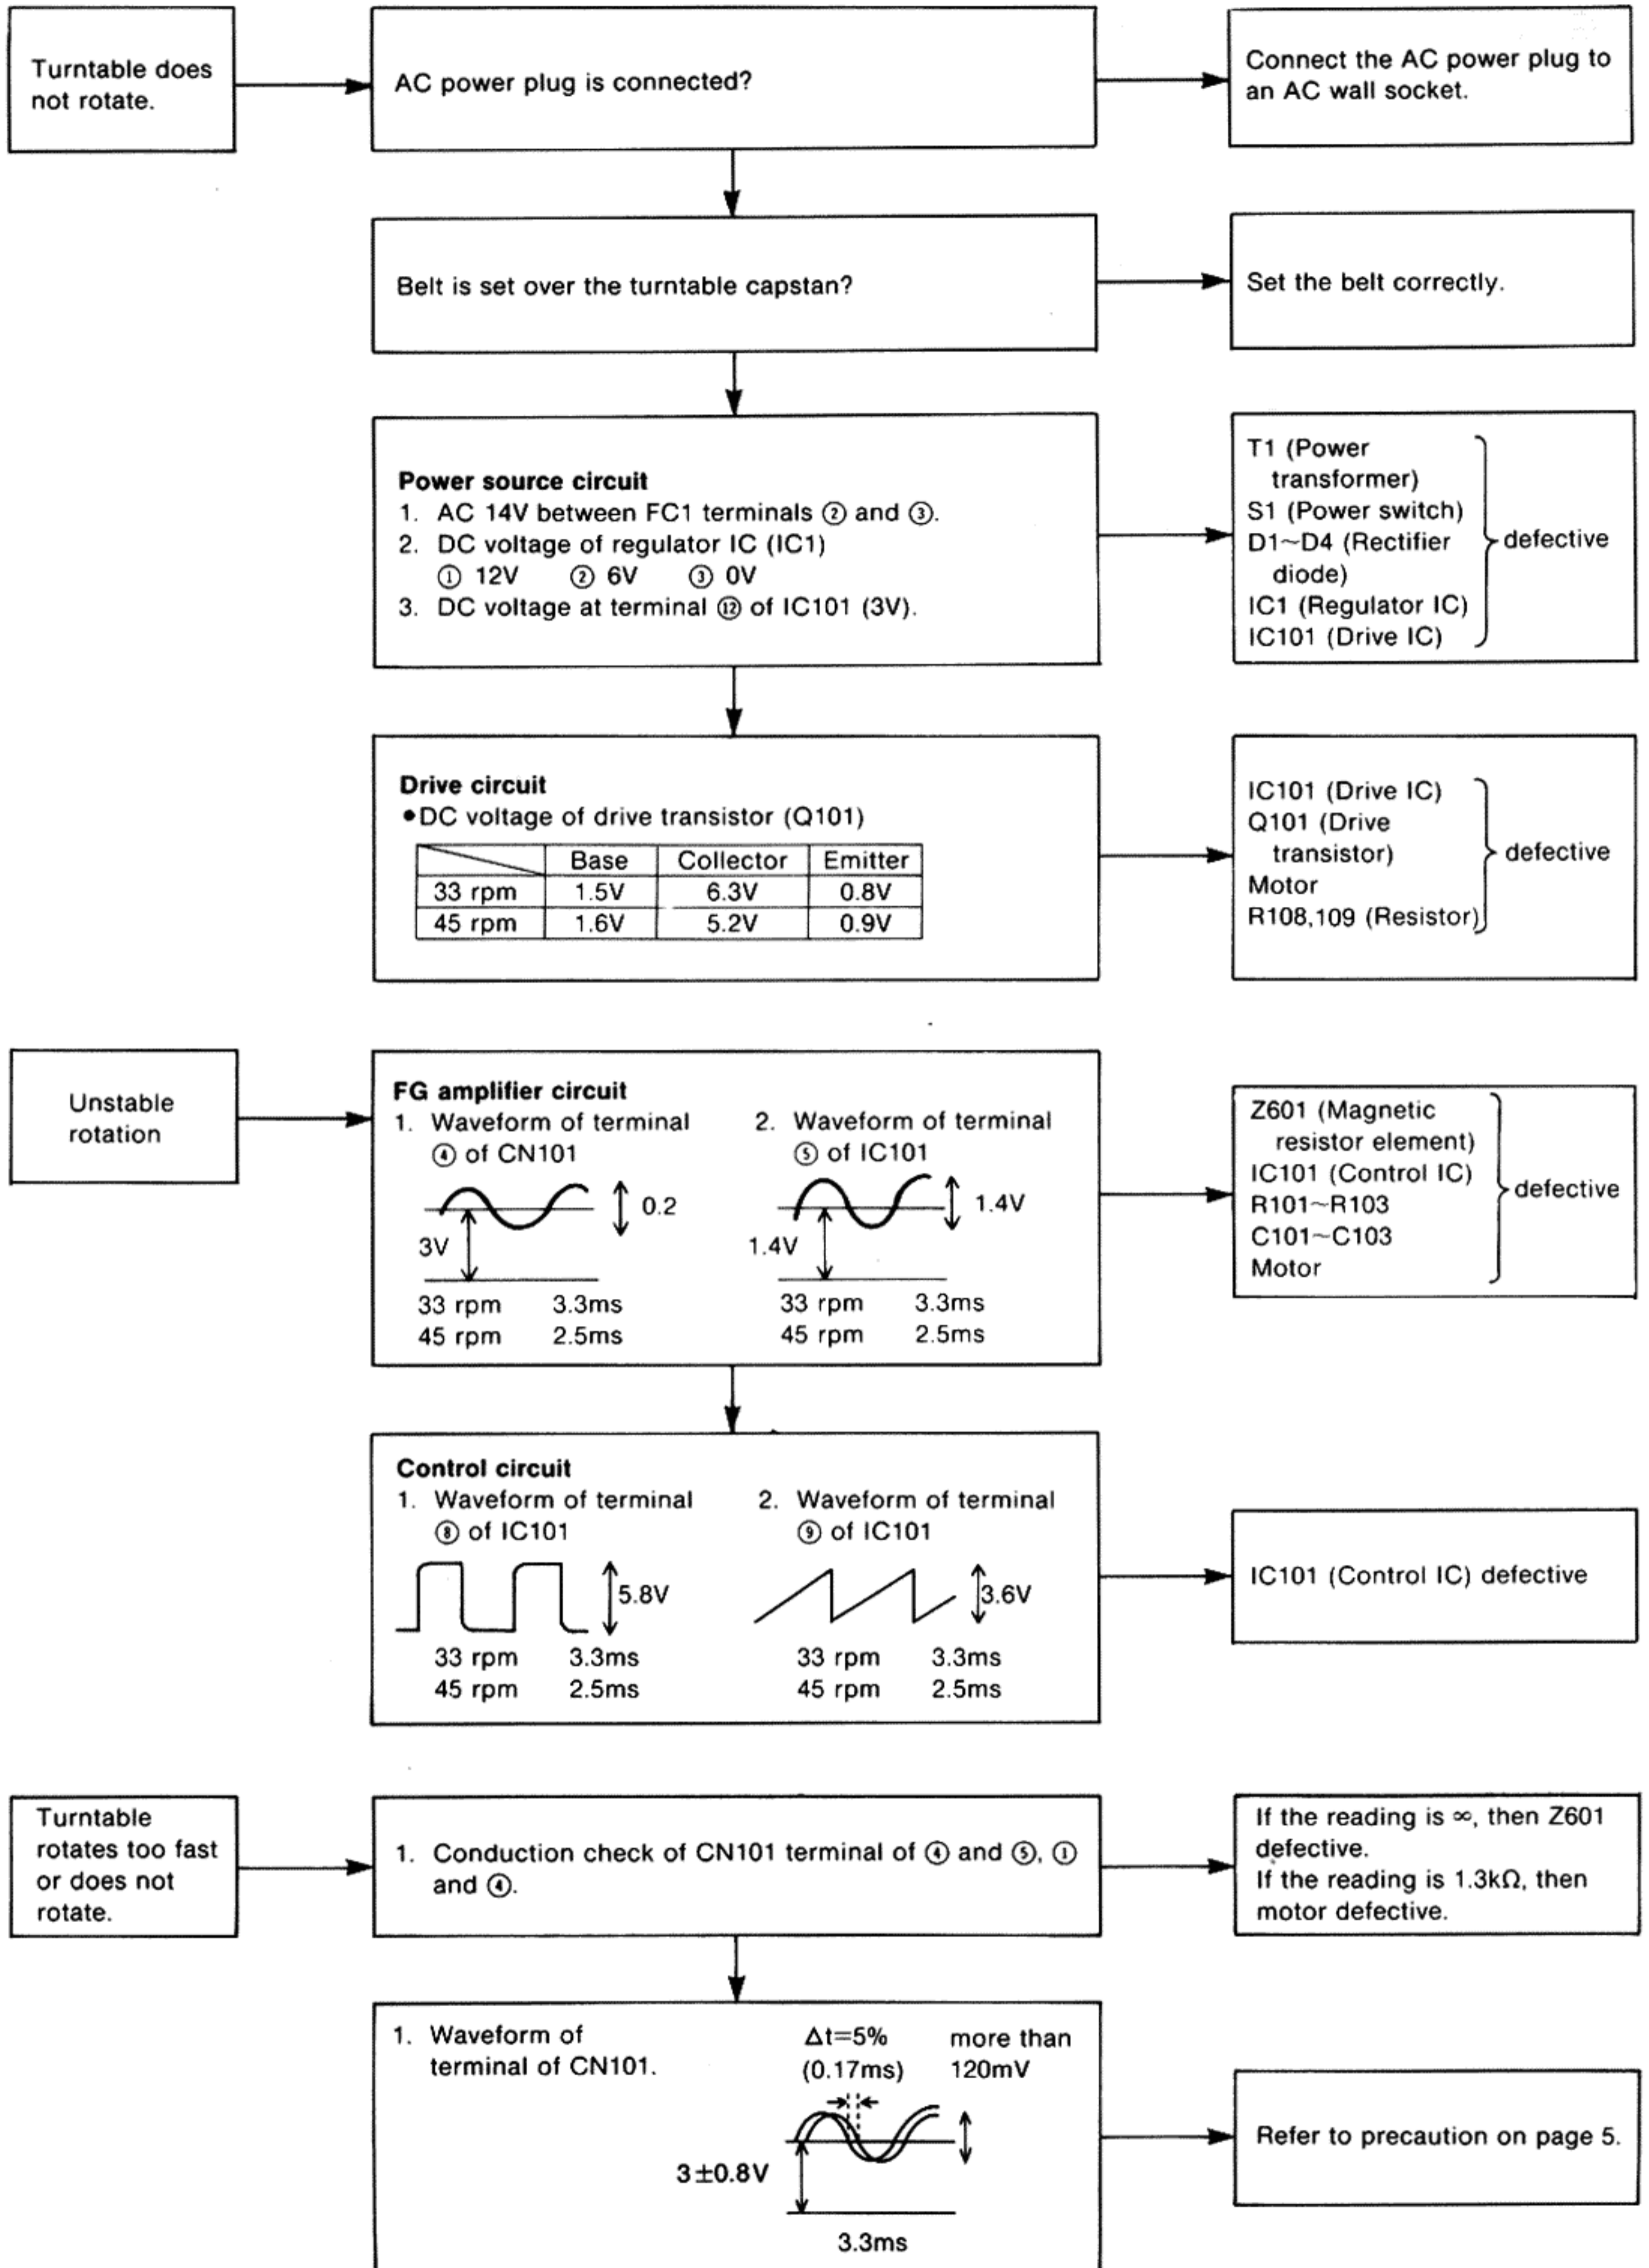 Turntable does
not rotate.
AC power plug is connected?
Connect the AC power plug to
an AC wall socket.
Belt is set over the turntable capstan?
Set the belt correctly.
Power source circuit
1. AC 14V between FC1 terminals ② and ③.
2. DC voltage of regulator IC (IC1)
① 12V ② 6V ③ 0V
3. DC voltage at terminal ⑫ of IC101 (3V).
T1 (Power
transformer)
S1 (Power switch)
D1~D4 (Rectifier
diode)
IC1 (Regulator IC)
IC101 (Drive IC)
defective
Drive circuit
•DC voltage of drive transistor (Q101)
Base Collector Emitter
33 rpm 1.5V 6.3V 0.8V
45 rpm 1.6V 5.2V 0.9V
IC101 (Drive IC)
Q101 (Drive
transistor)
Motor
R108,109 (Resistor)
defective
Unstable
rotation
FG amplifier circuit
1. Waveform of terminal
④ of CN101
0.2
3V
33 rpm 3.3ms
45 rpm 2.5ms
2. Waveform of terminal
⑤ of IC101
1.4V
1.4V
33 rpm 3.3ms
45 rpm 2.5ms
Z601 (Magnetic
resistor element)
IC101 (Control IC)
R101~R103
C101~C103
Motor
defective
Control circuit
1. Waveform of terminal
⑧ of IC101
5.8V
33 rpm 3.3ms
45 rpm 2.5ms
2. Waveform of terminal
⑨ of IC101
3.6V
33 rpm 3.3ms
45 rpm 2.5ms
IC101 (Control IC) defective
Turntable
rotates too fast
or does not
rotate.
1. Conduction check of CN101 terminal of ④ and ⑤, ①
and ④.
If the reading is ∞, then Z601
defective.
If the reading is 1.3kΩ, then
motor defective.
1. Waveform of
terminal of CN101.
Δt=5%
(0.17ms)
more than
120mV
3±0.8V
3.3ms
Refer to precaution on page 5.